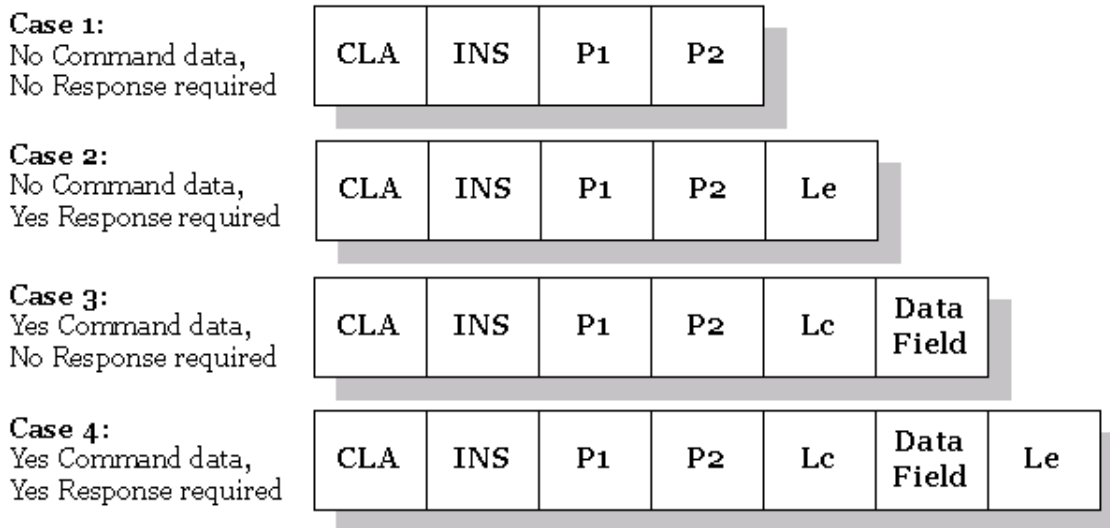 Case 1:
No Command data,
No Response required
CLA INS P1 P2
Case 2:
No Command data,
Yes Response required
CLA INS P1 P2 Le
Case 3:
Yes Command data,
No Response required
CLA INS P1 P2 Lc Data Field
Case 4:
Yes Command data,
Yes Response required
CLA INS P1 P2 Lc Data Field Le